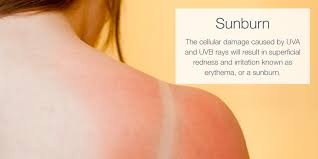 Sunburn
The cellular damage caused by UVA
and UVB rays will result in superficial
redness and irritation known as
erythema, or a sunburn.